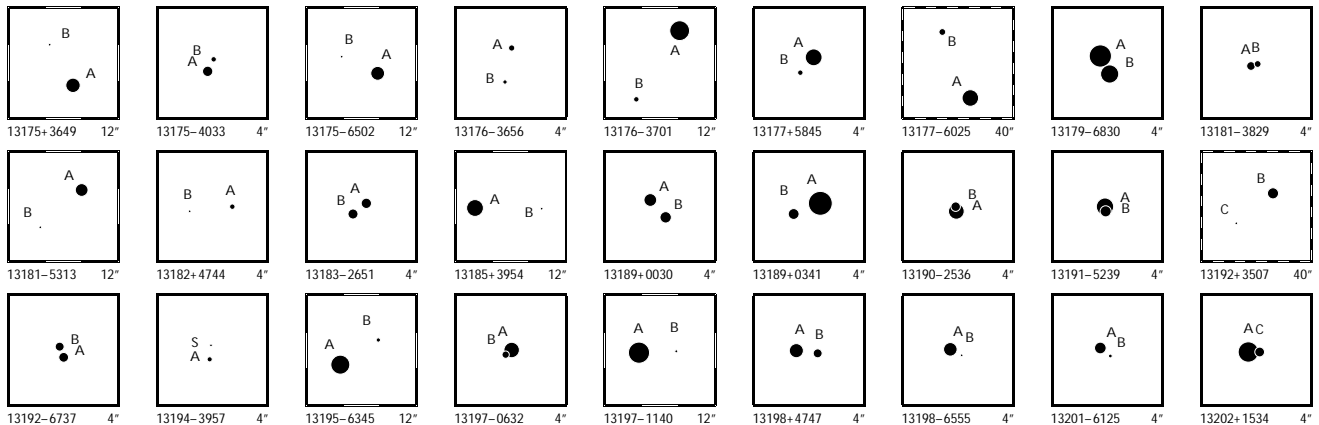 B A B A B A A B A B A B B A A B A B
13175+3649 12″ 13175−4033 4″ 13175−6502 12″ 13176−3656 4″ 13176−3701 12″ 13177+5845 4″ 13177−6025 40″ 13179−6830 4″ 13181−3829 4″
A B B A A B A B A B A B B A A B B C
13181−5313 12″ 13182+4744 4″ 13183−2651 4″ 13185+3954 12″ 13189+0030 4″ 13189+0341 4″ 13190−2536 4″ 13191−5239 4″ 13192+3507 40″
B A S A B A A B A B A B A B A B A C
13192−6737 4″ 13194−3957 4″ 13195−6345 12″ 13197−0632 4″ 13197−1140 12″ 13198+4747 4″ 13198−6555 4″ 13201−6125 4″ 13202+1534 4″